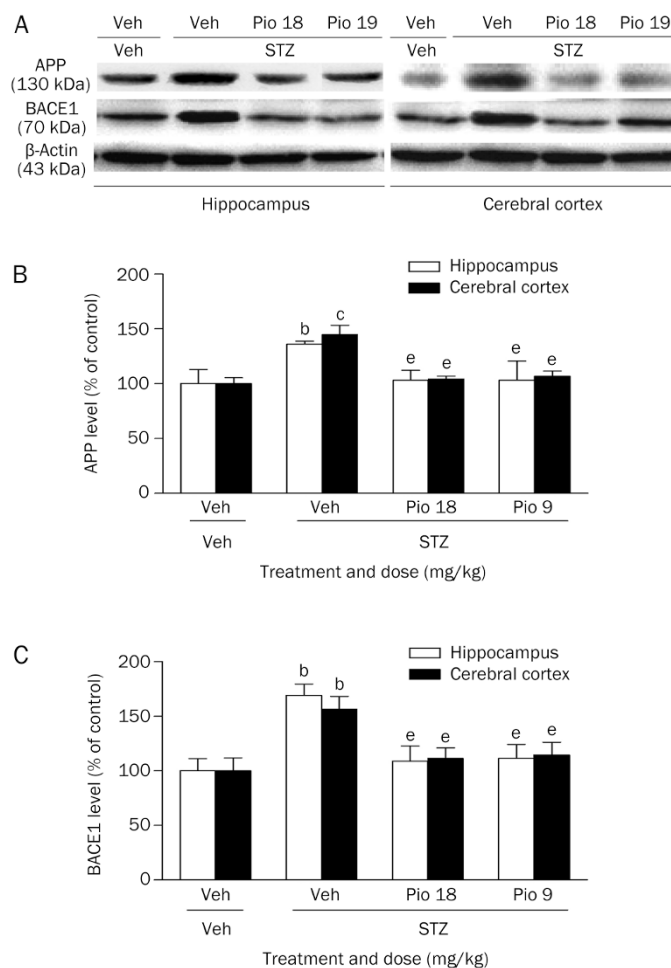 A
Veh Veh Pio 18 Pio 19 Veh Veh Pio 18 Pio 19
Veh STZ Veh STZ
APP
(130 kDa)
BACE1
(70 kDa)
β-Actin
(43 kDa)
Hippocampus Cerebral cortex
B
200
150
100
50
0
APP level (% of control)
Hippocampus
Cerebral cortex
b c e e e e
Veh Veh Pio 18 Pio 9
Veh STZ
Treatment and dose (mg/kg)
C
200
150
100
50
0
BACE1 level (% of control)
Hippocampus
Cerebral cortex
b b e e e e
Veh Veh Pio 18 Pio 9
Veh STZ
Treatment and dose (mg/kg)